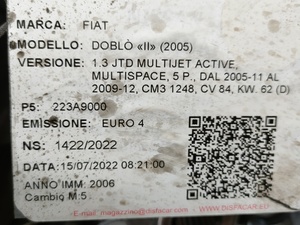 MARCA: FIAT
MODELLO: DOBLÒ «II» (2005)
VERSIONE: 1.3 JTD MULTIJET ACTIVE,
MULTISPACE, 5 P., DAL 2005-11 AL
2009-12, CM3 1248, CV 84, KW. 62 (D)
P5: 223A9000
EMISSIONE: EURO 4
NS: 1422/2022
DATA:15/07/2022 08:21:00
ANNO IMM: 2006
Cambio M.5
E-mail: